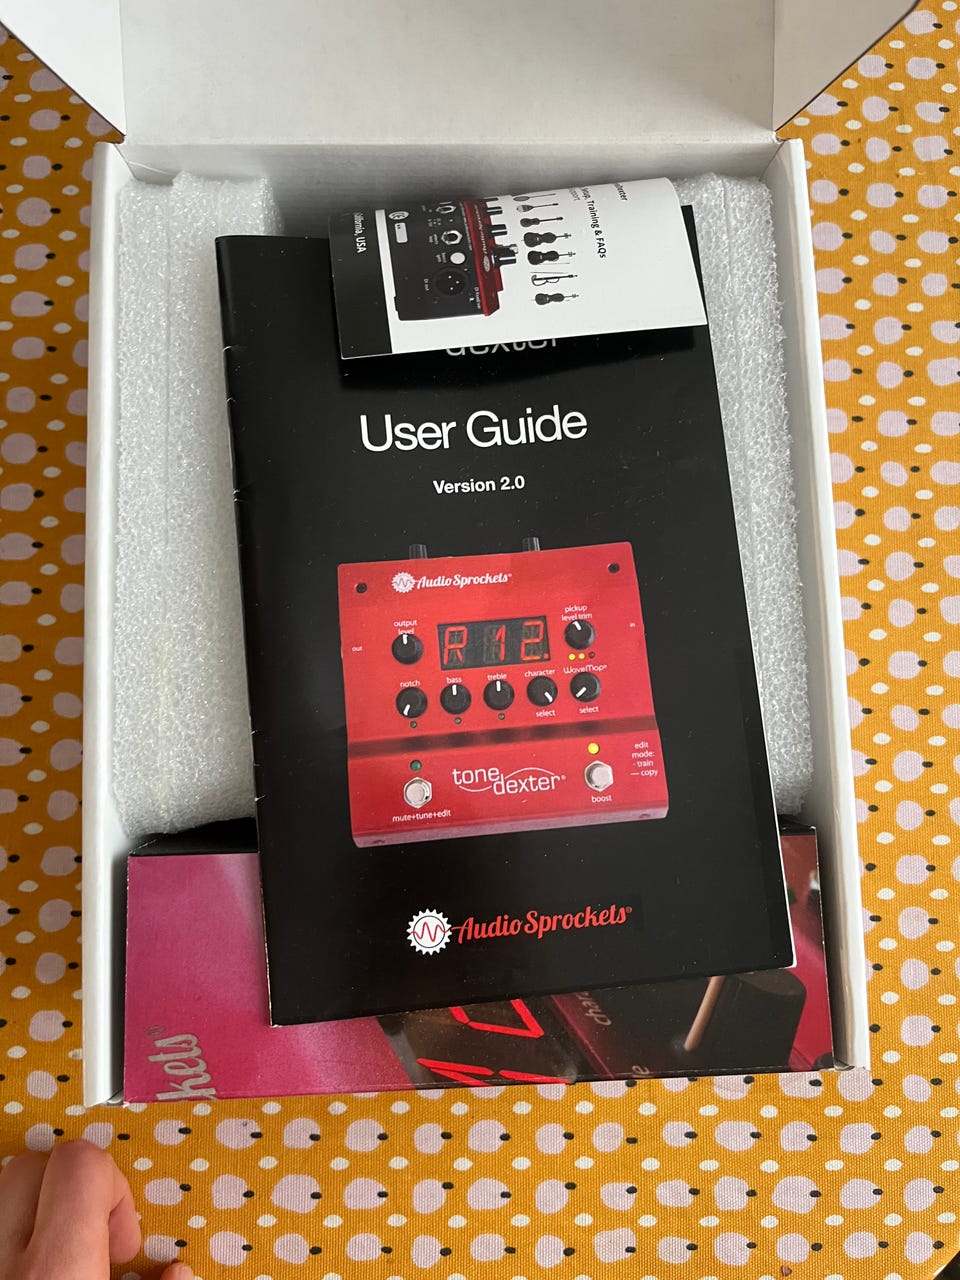 Training & FAQs
California, USA
dexter
User Guide
Version 2.0
Audio Sprockets®
output
level
pickup
level trim
out
in
R 12.
notch
bass
treble
character
WaveMap®
select
select
tone
dexter®
edit
mode:
- train
— copy
mute+tune+edit
boost
Audio Sprockets®
kets®